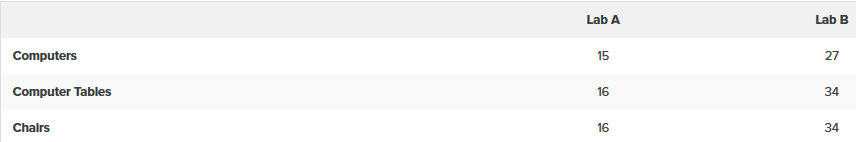 Lab A Lab B
Computers 15 27
Computer Tables 16 34
Chairs 16 34